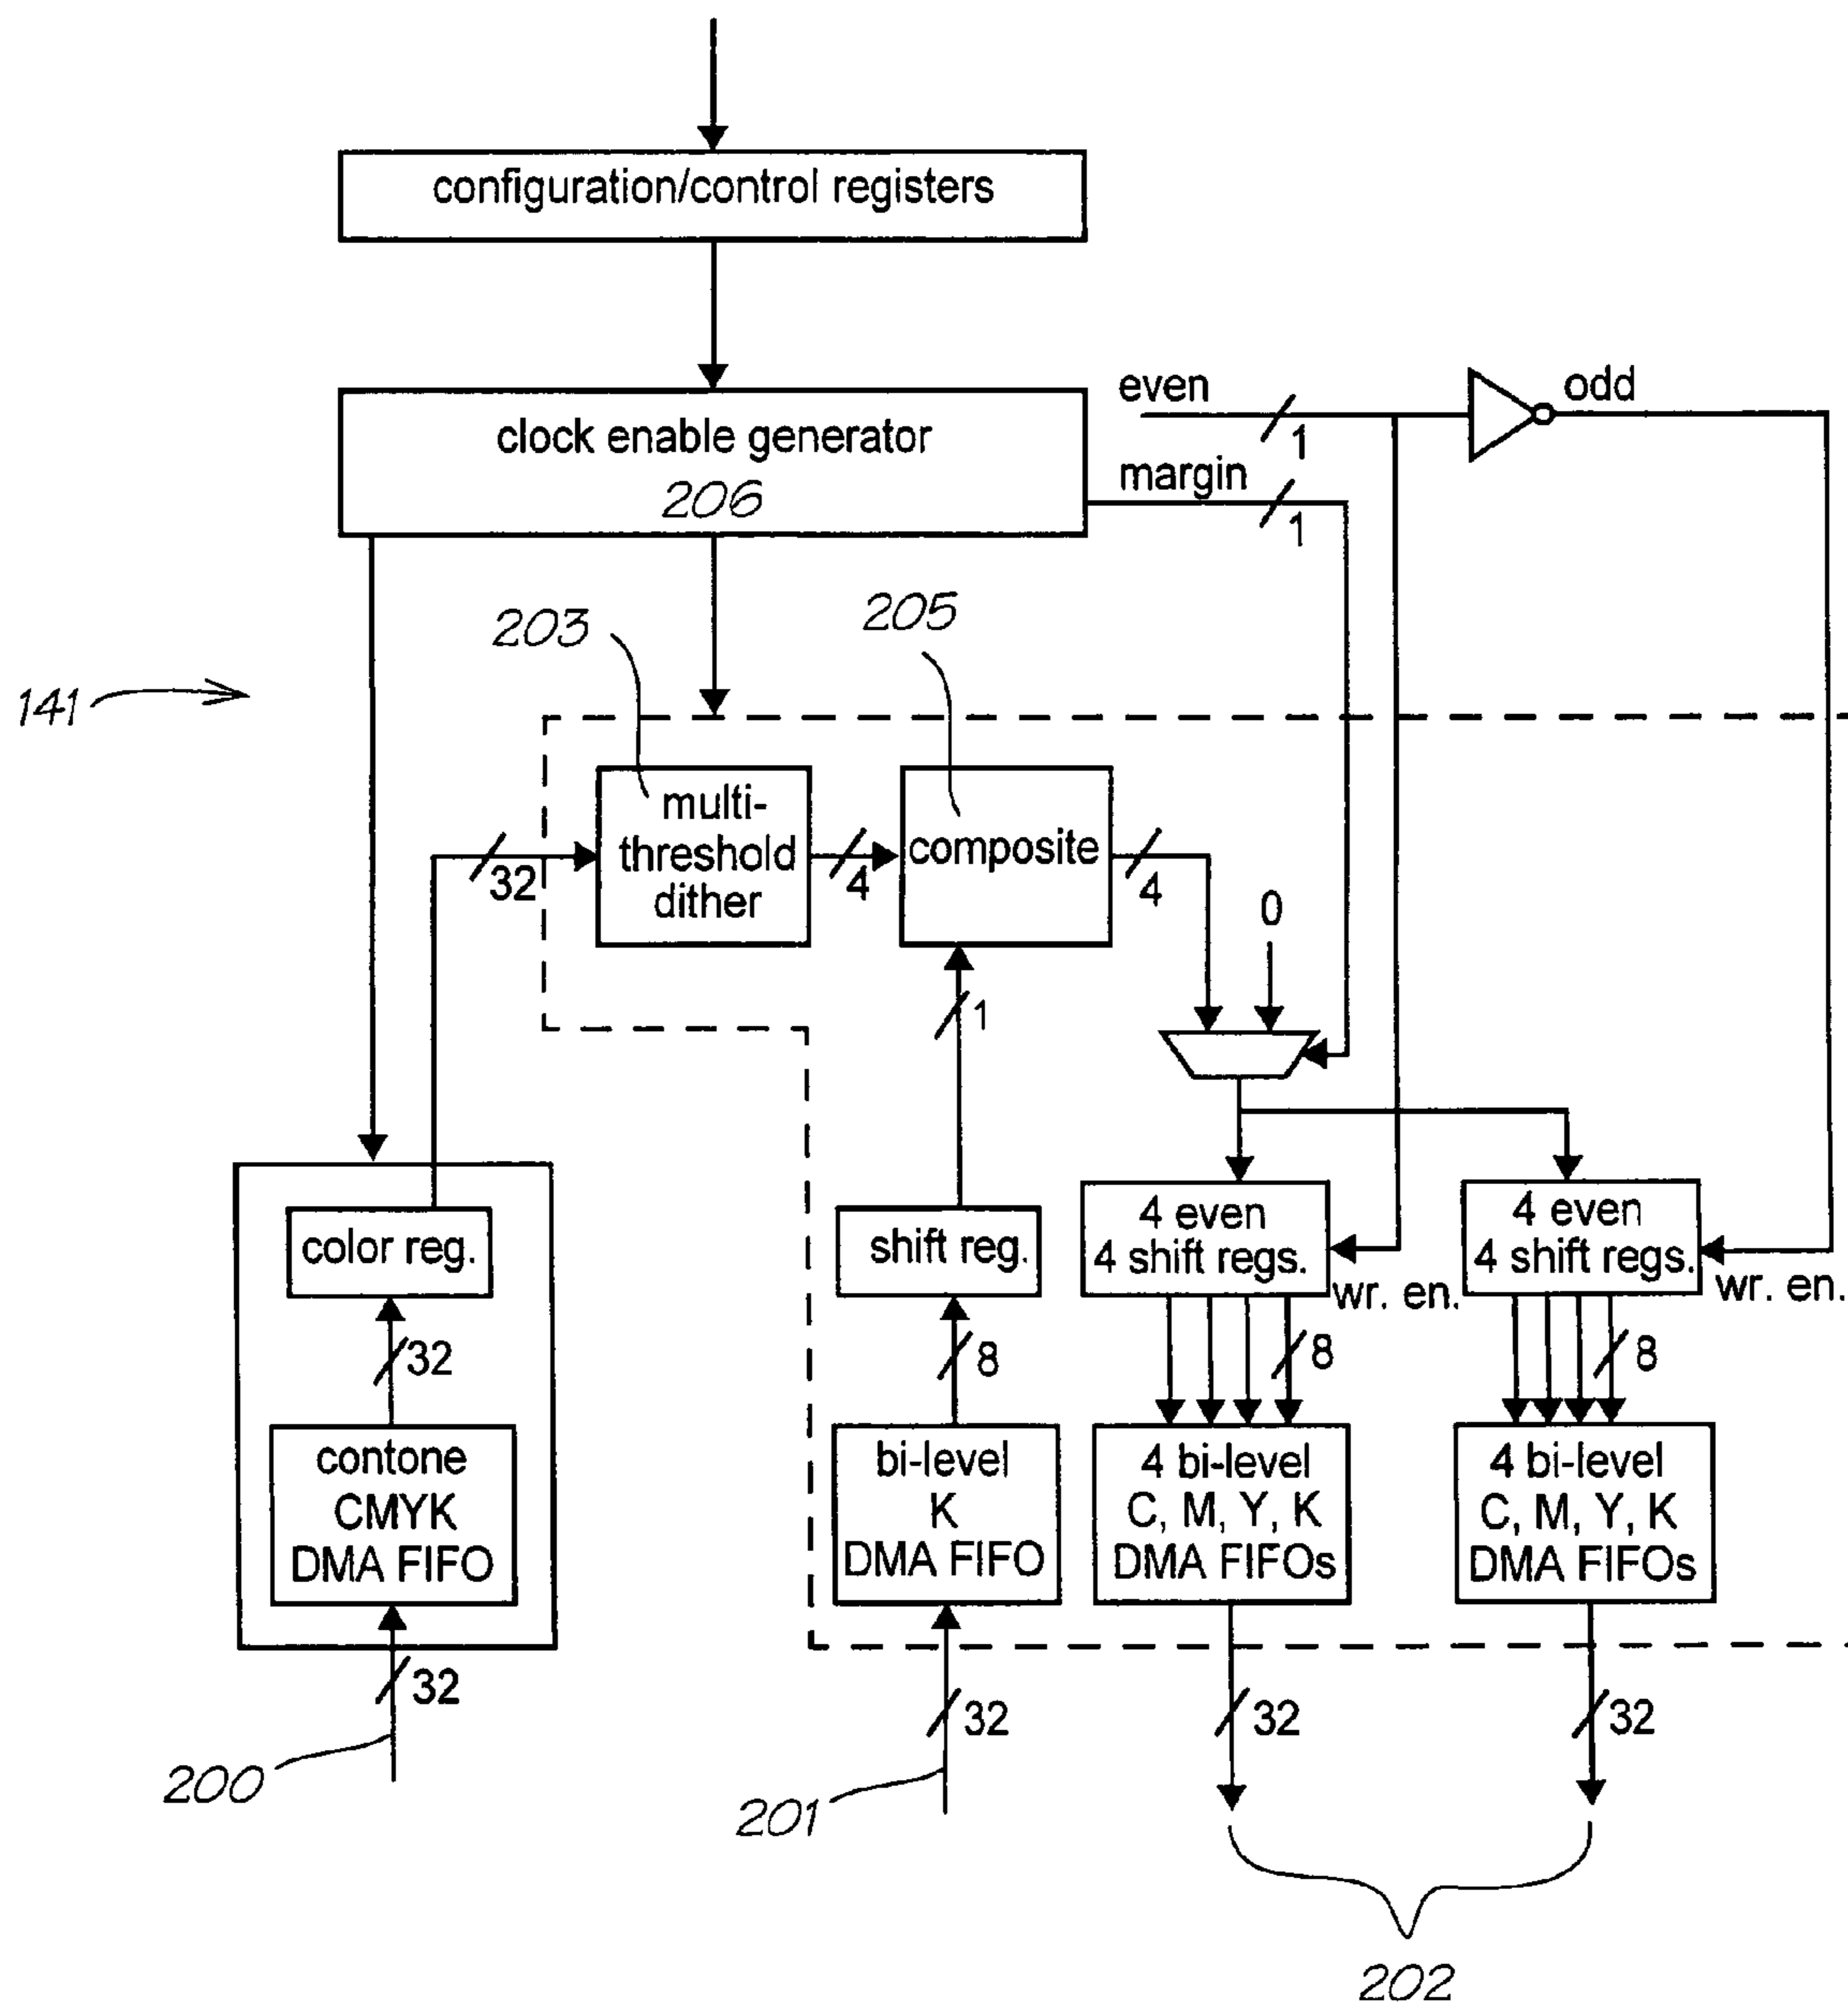 configuration/control registers
clock enable generator
206
even
1
odd
margin
1
203
205
141
multi-
threshold
dither
composite
32
4
4
0
1
color reg.
shift reg.
4 even
4 shift regs.
4 even
4 shift regs.
wr. en.
wr. en.
32
8
8
8
contone
CMYK
DMA FIFO
bi-level
K
DMA FIFO
4 bi-level
C, M, Y, K
DMA FIFOs
4 bi-level
C, M, Y, K
DMA FIFOs
32
32
32
32
200
201
202